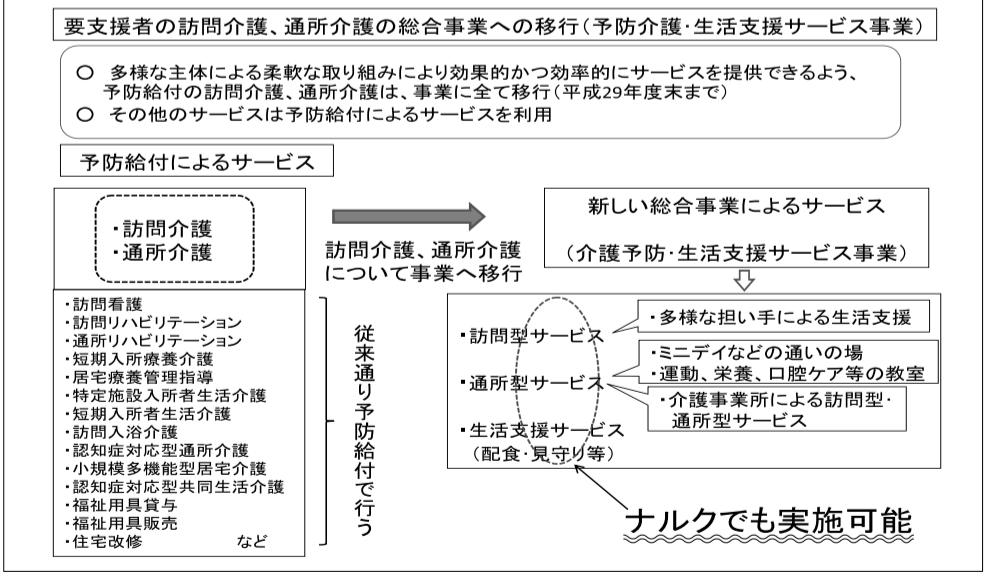 要支援者の訪問介護、通所介護の総合事業への移行(予防介護・生活支援サービス事業)
○ 多様な主体による柔軟な取り組みにより効果的かつ効率的にサービスを提供できるよう、
予防給付の訪問介護、通所介護は、事業に全て移行(平成29年度末まで)
○ その他のサービスは予防給付によるサービスを利用
予防給付によるサービス
・訪問介護
・通所介護
訪問介護、通所介護
について事業へ移行
新しい総合事業によるサービス
(介護予防・生活支援サービス事業)
・訪問看護
・訪問リハビリテーション
・通所リハビリテーション
・短期入所療養介護
・居宅療養管理指導
・特定施設入所者生活介護
・短期入所者生活介護
・訪問入浴介護
・認知症対応型通所介護
・小規模多機能型居宅介護
・認知症対応型共同生活介護
・福祉用具貸与
・福祉用具販売
・住宅改修 など
従来通り予防給付で行う
・訪問型サービス
・多様な担い手による生活支援
・通所型サービス
・ミニデイなどの通いの場
・運動、栄養、口腔ケア等の教室
・介護事業所による訪問型・
通所型サービス
・生活支援サービス
(配食・見守り等)
ナルクでも実施可能